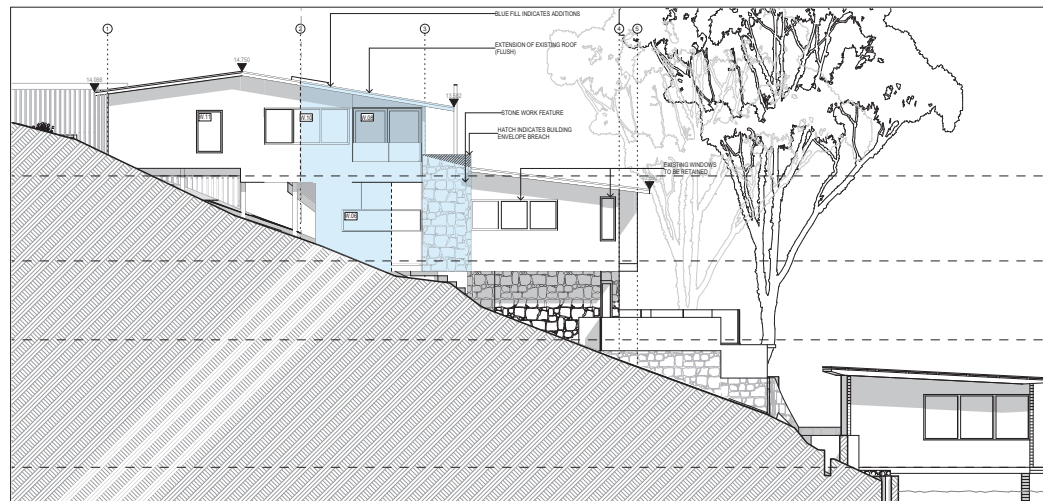 BLUE FILL INDICATES ADDITIONS
1
2
3
4
5
EXTENSION OF EXISTING ROOF
(FLUSH)
14.750
STONE WORK FEATURE
W.11
HATCH INDICATES BUILDING
ENVELOPE BREACH
EXISTING WINDOWS
TO BE RETAINED
W.06